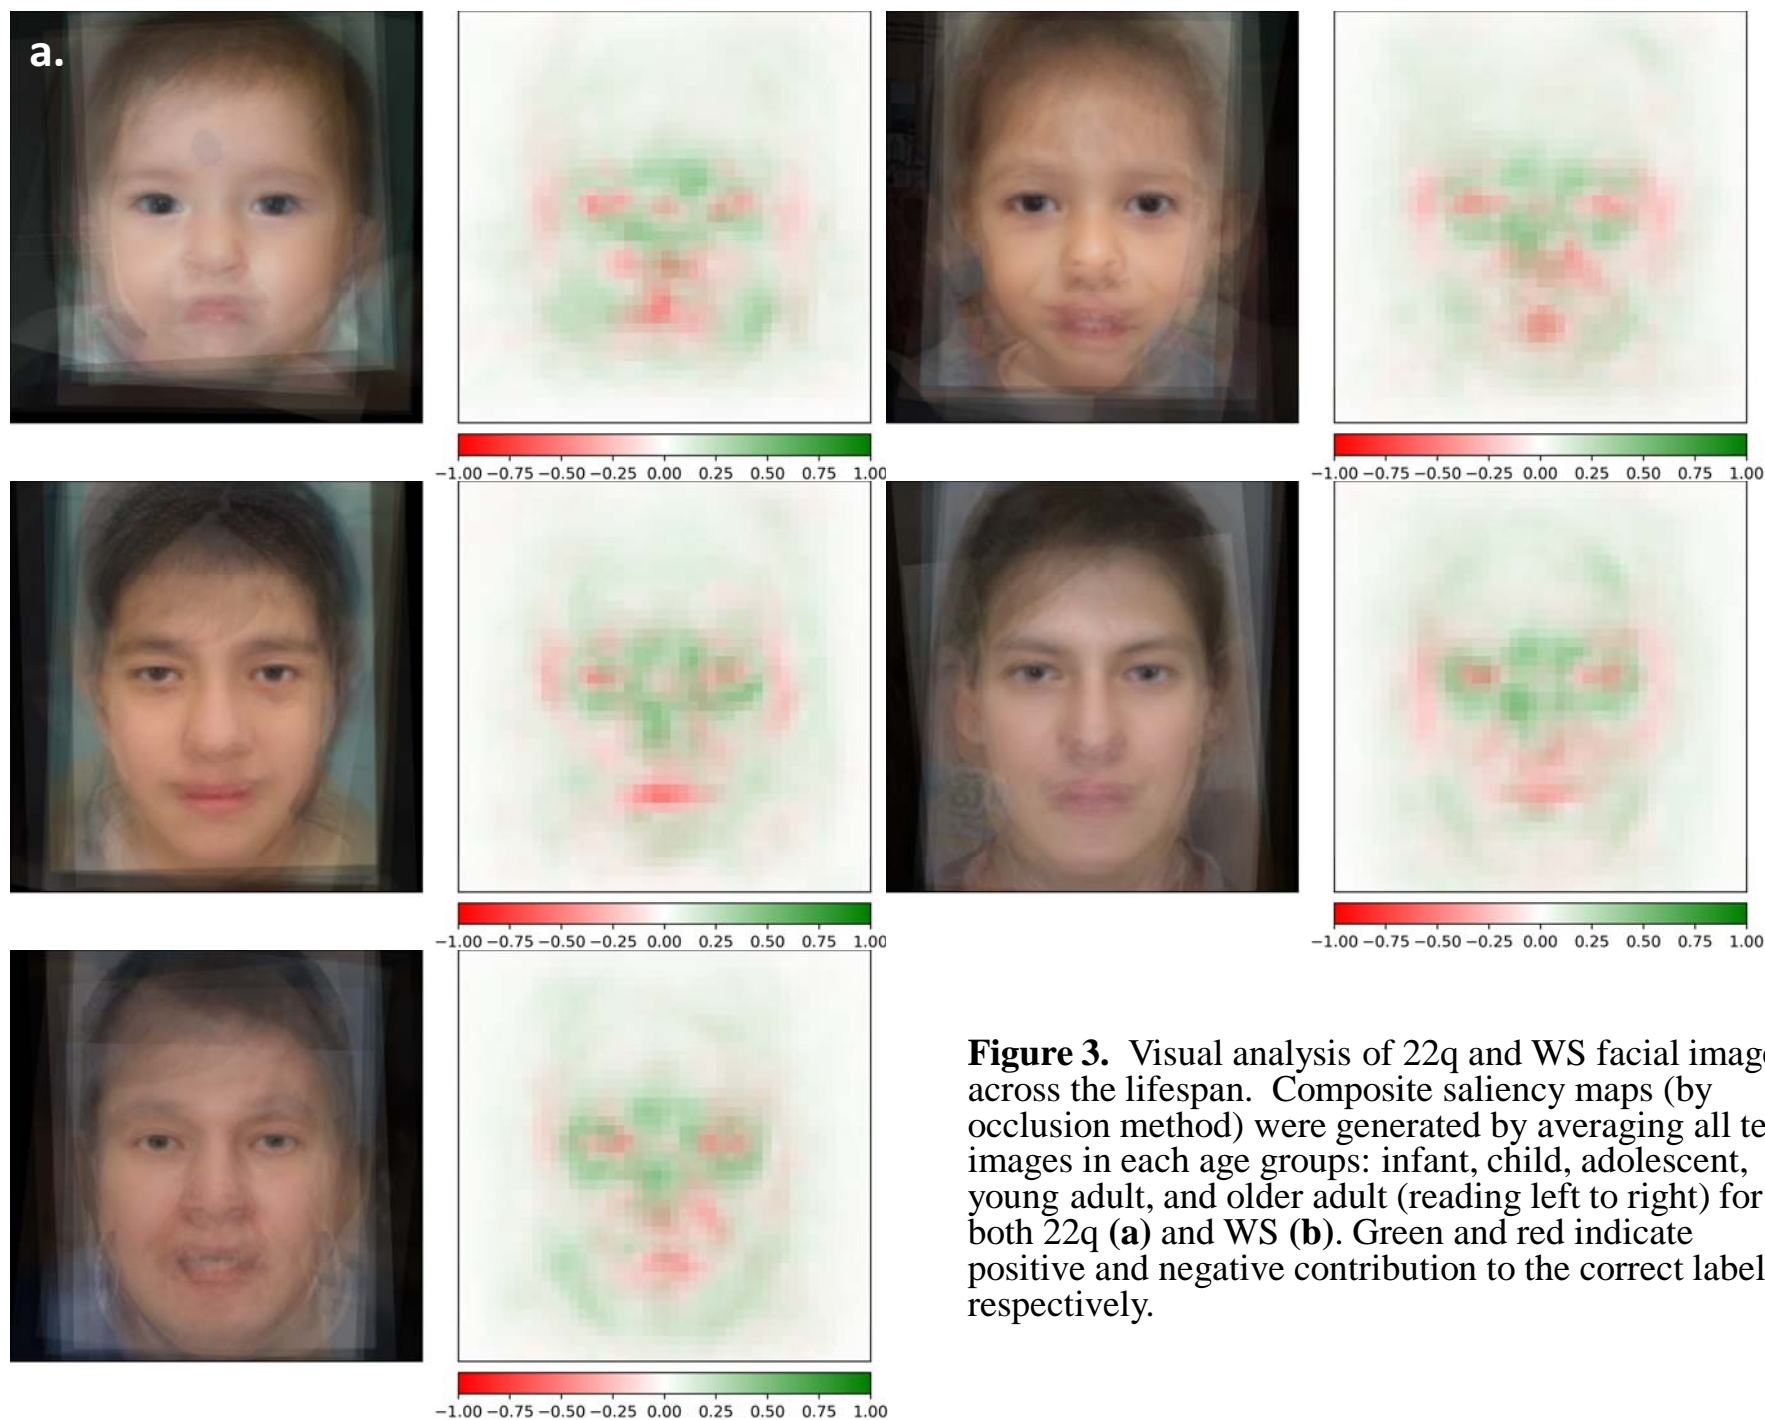 a.
−1.00 −0.75 −0.50 −0.25 0.00 0.25 0.50 0.75 1.00
−1.00 −0.75 −0.50 −0.25 0.00 0.25 0.50 0.75 1.00
−1.00 −0.75 −0.50 −0.25 0.00 0.25 0.50 0.75 1.00
−1.00 −0.75 −0.50 −0.25 0.00 0.25 0.50 0.75 1.00
Figure 3. Visual analysis of 22q and WS facial image
across the lifespan. Composite saliency maps (by
occlusion method) were generated by averaging all te
images in each age groups: infant, child, adolescent,
young adult, and older adult (reading left to right) for
both 22q (a) and WS (b). Green and red indicate
positive and negative contribution to the correct label
respectively.
−1.00 −0.75 −0.50 −0.25 0.00 0.25 0.50 0.75 1.00